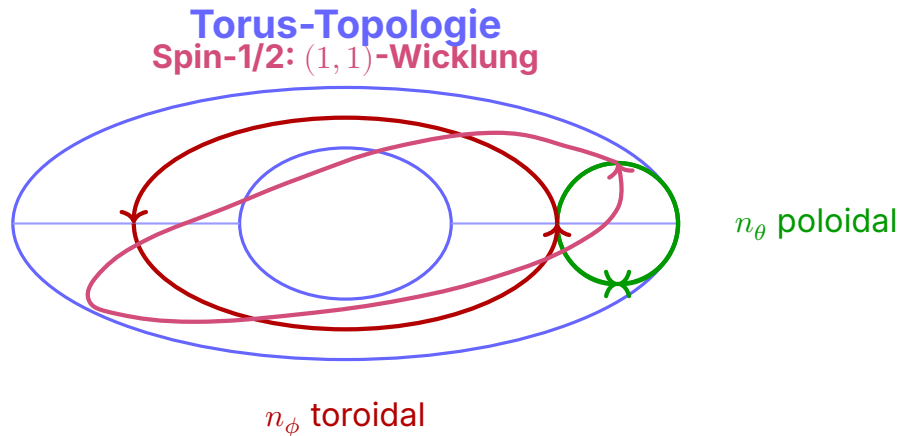 Torus-Topologie
Spin-1/2: (1, 1)-Wicklung
n_θ poloidal
n_ϕ toroidal